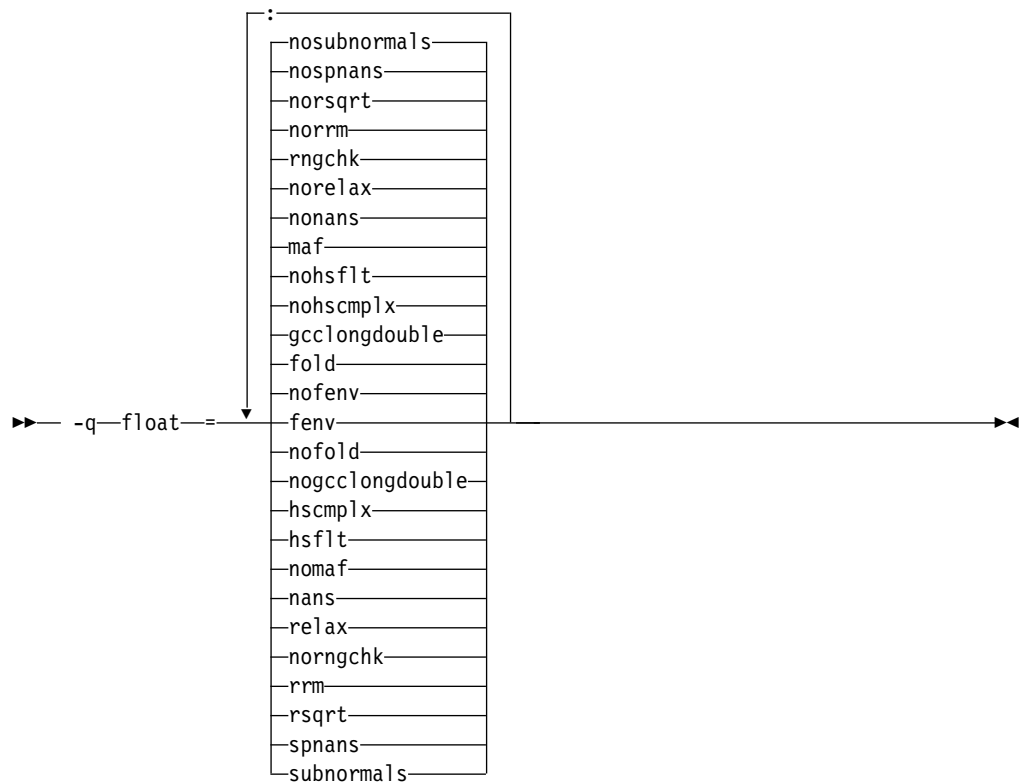 :
nosubnormals
nospnans
norsqrt
norrm
rngchk
norelax
nonans
maf
nohsflt
nohscmplx
gcclongdouble
fold
nofenv
-q float = fenv
nofold
nogcclongdouble
hscmplx
hsflt
nomaf
nans
relax
norngchk
rrm
rsqrt
spnans
subnormals